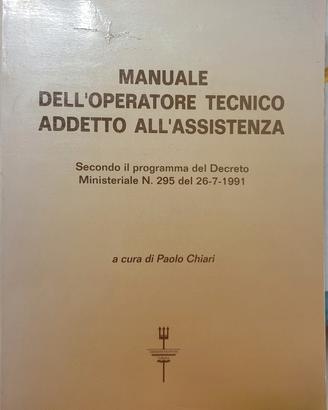 MANUALE
DELL'OPERATORE TECNICO
ADDETTO ALL'ASSISTENZA
Secondo il programma del Decreto
Ministeriale N. 295 del 26-7-1991
a cura di Paolo Chiari